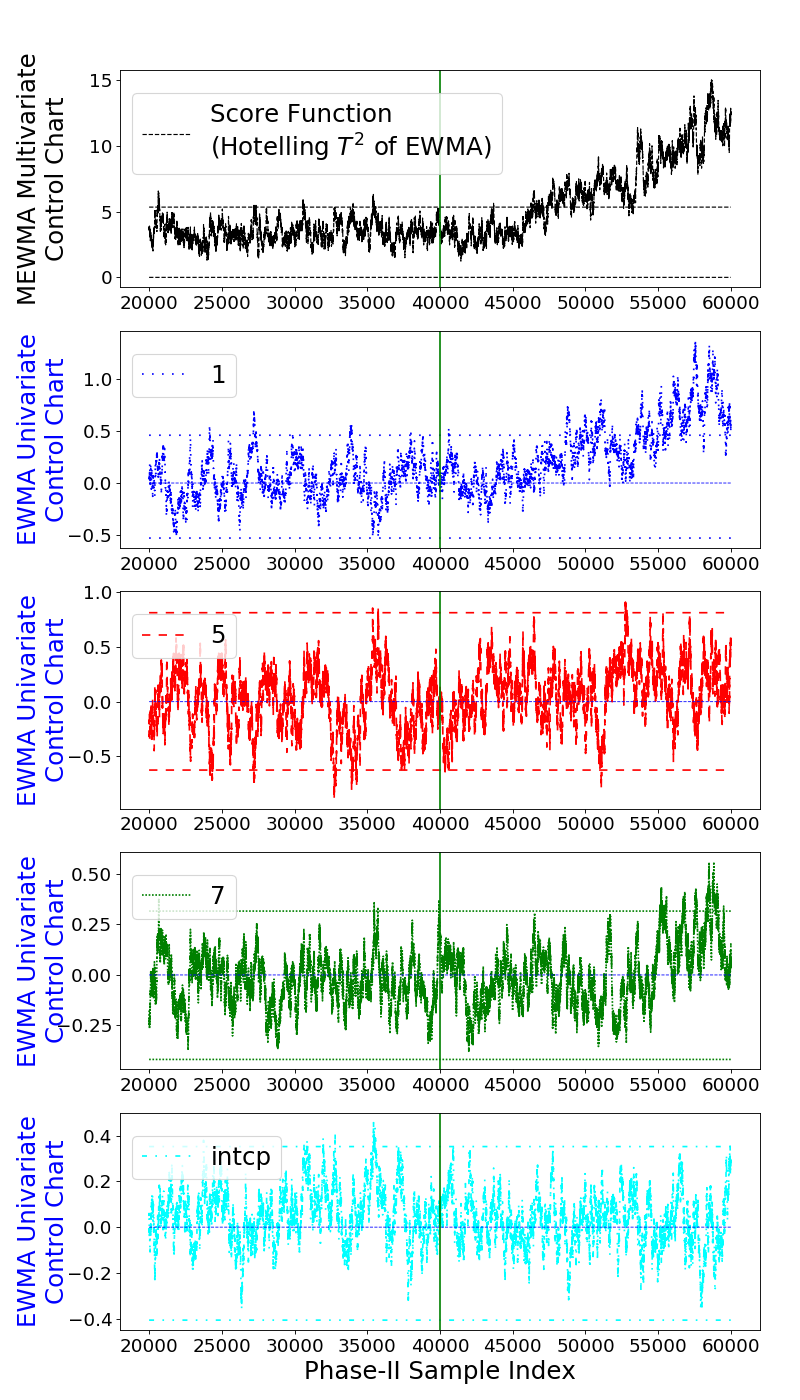 MEWMA Multivariate
Control Chart
15
10
5
0
Score Function
(Hotelling T² of EWMA)
20000 25000 30000 35000 40000 45000 50000 55000 60000
EWMA Univariate
Control Chart
1.0
0.5
0.0
−0.5
1
20000 25000 30000 35000 40000 45000 50000 55000 60000
EWMA Univariate
Control Chart
1.0
0.5
0.0
−0.5
5
20000 25000 30000 35000 40000 45000 50000 55000 60000
EWMA Univariate
Control Chart
0.50
0.25
0.00
−0.25
7
20000 25000 30000 35000 40000 45000 50000 55000 60000
EWMA Univariate
Control Chart
0.4
0.2
0.0
−0.2
−0.4
intcp
20000 25000 30000 35000 40000 45000 50000 55000 60000
Phase-II Sample Index